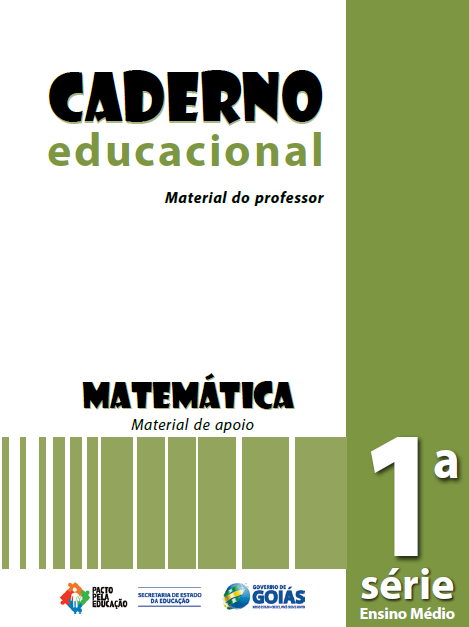 CADERNO
educacional
Material do professor
MATEMÁTICA
Material de apoio
1ª
série
Ensino Médio
PACTO
PELA
EDUCAÇÃO
SECRETARIA DE ESTADO
DA EDUCAÇÃO
GOVERNO DE
GOIÁS